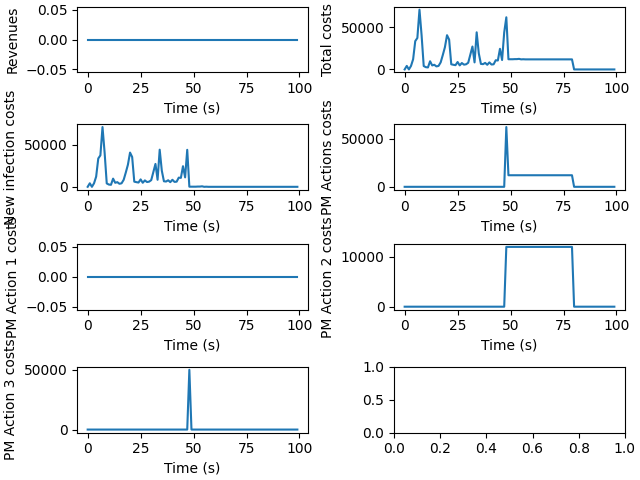 Revenues
0.05
0.00
−0.05
0 25 50 75 100
Time (s)
Total costs
50000
0
0 25 50 75 100
Time (s)
New infection costs
50000
0
0 25 50 75 100
Time (s)
PM Actions costs
50000
0
0 25 50 75 100
Time (s)
PM Action 1 costs
0.05
0.00
−0.05
0 25 50 75 100
Time (s)
PM Action 2 costs
10000
0
0 25 50 75 100
Time (s)
PM Action 3 costs
50000
0
0 25 50 75 100
Time (s)
1.0
0.5
0.0
0.0 0.2 0.4 0.6 0.8 1.0